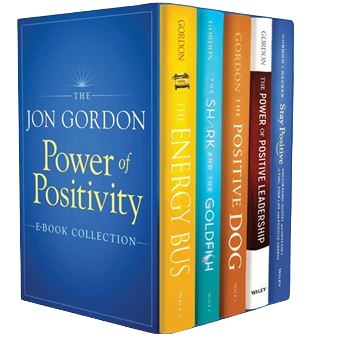 THE
JON GORDON
Power of
Positivity
E-BOOK COLLECTION
GORDON
THE ENERGY BUS
WILEY
GORDON
THE SHARK AND THE GOLDFISH
WILEY
GORDON
THE POSITIVE DOG
WILEY
GORDON
THE POWER OF POSITIVE LEADERSHIP
WILEY
GORDON | DECKER
Stay Positive
WILEY